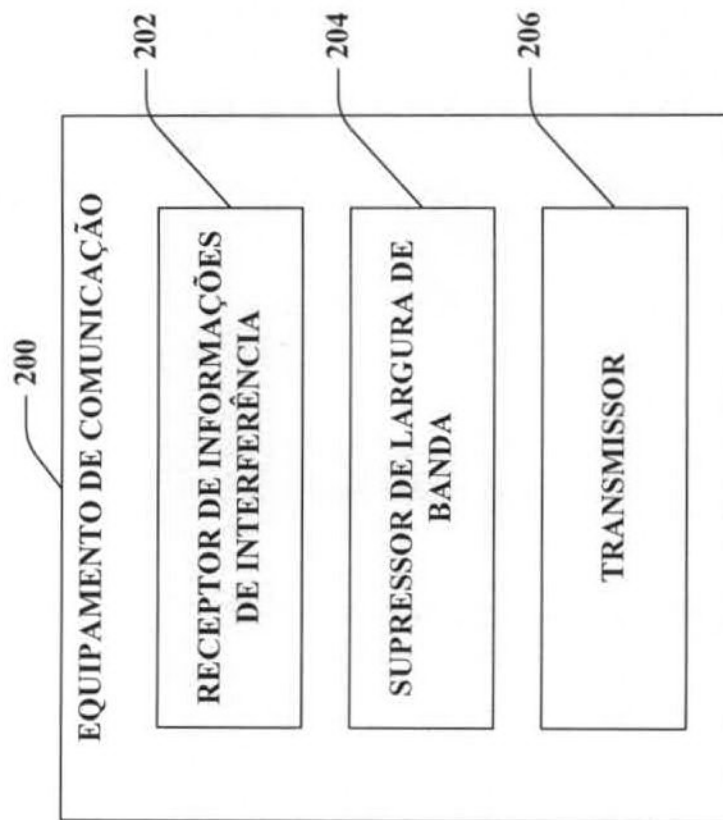 200
EQUIPAMENTO DE COMUNICAÇÃO
202
RECEPTOR DE INFORMAÇÕES
DE INTERFERÊNCIA
204
SUPRESSOR DE LARGURA DE
BANDA
206
TRANSMISSOR